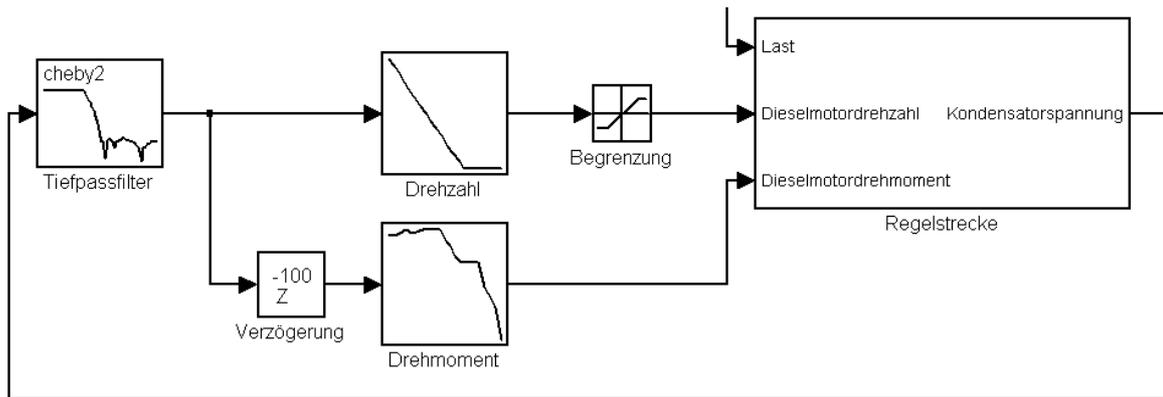 cheby2
Tiefpassfilter
Drehzahl
Begrenzung
Last
Dieselmotordrehzahl
Kondensatorspannung
Dieselmotordrehmoment
Regelstrecke
-100
Z
Verzögerung
Drehmoment